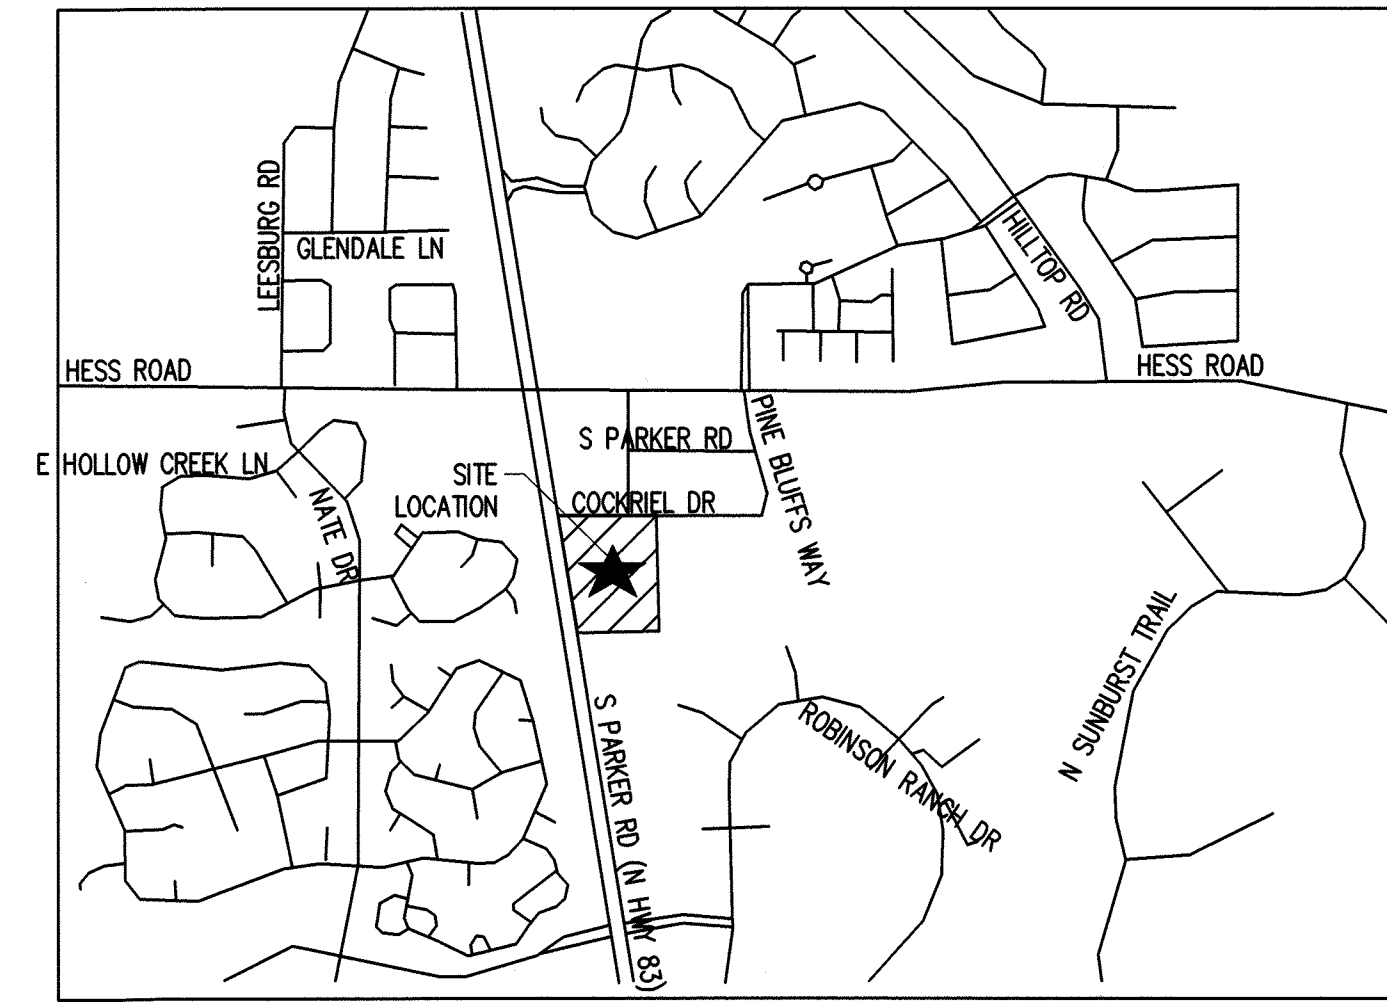 LEESBURG RD
GLENDALE LN
HILLTOP RD
HESS ROAD
HESS ROAD
S PARKER RD
PINE BLUFFS WAY
E HOLLOW CREEK LN
SITE
LOCATION
COCKRIEL DR
NATE DR
N SUNBURST TRAIL
S PARKER RD (N HWY 83)
ROBINSON RANCH DR